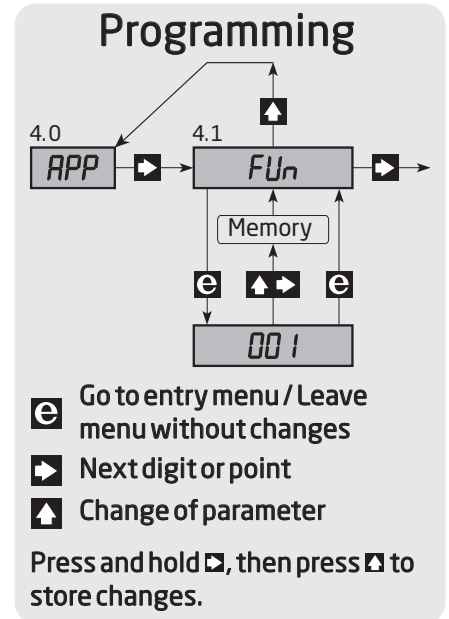 Programming
4.0
4.1
APP
FUn
Memory
e
e
001
e Go to entry menu / Leave
menu without changes
Next digit or point
Change of parameter
Press and hold , then press to
store changes.